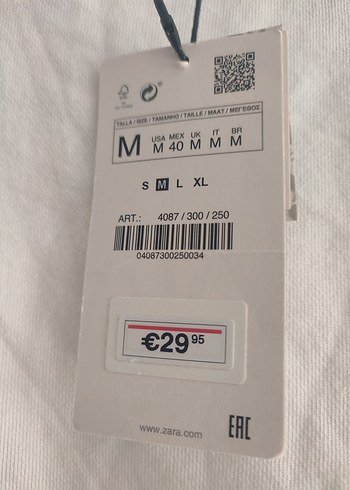 TALLA / SIZE / TAMANHO / TAILLE / MAAT / ΜΕΓΕΘΟΣ
M
USA MEX UK IT BR
M 40 M M M
S M L XL
ART.: 4087 / 300 / 250
04087300250034
€29 95
www.zara.com
EAC